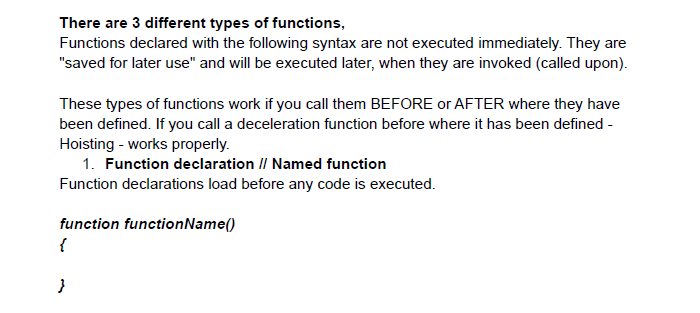 There are 3 different types of functions,
Functions declared with the following syntax are not executed immediately. They are
"saved for later use" and will be executed later, when they are invoked (called upon).
These types of functions work if you call them BEFORE or AFTER where they have
been defined. If you call a deceleration function before where it has been defined -
Hoisting - works properly.
1. Function declaration // Named function
Function declarations load before any code is executed.
function functionName()
{
}